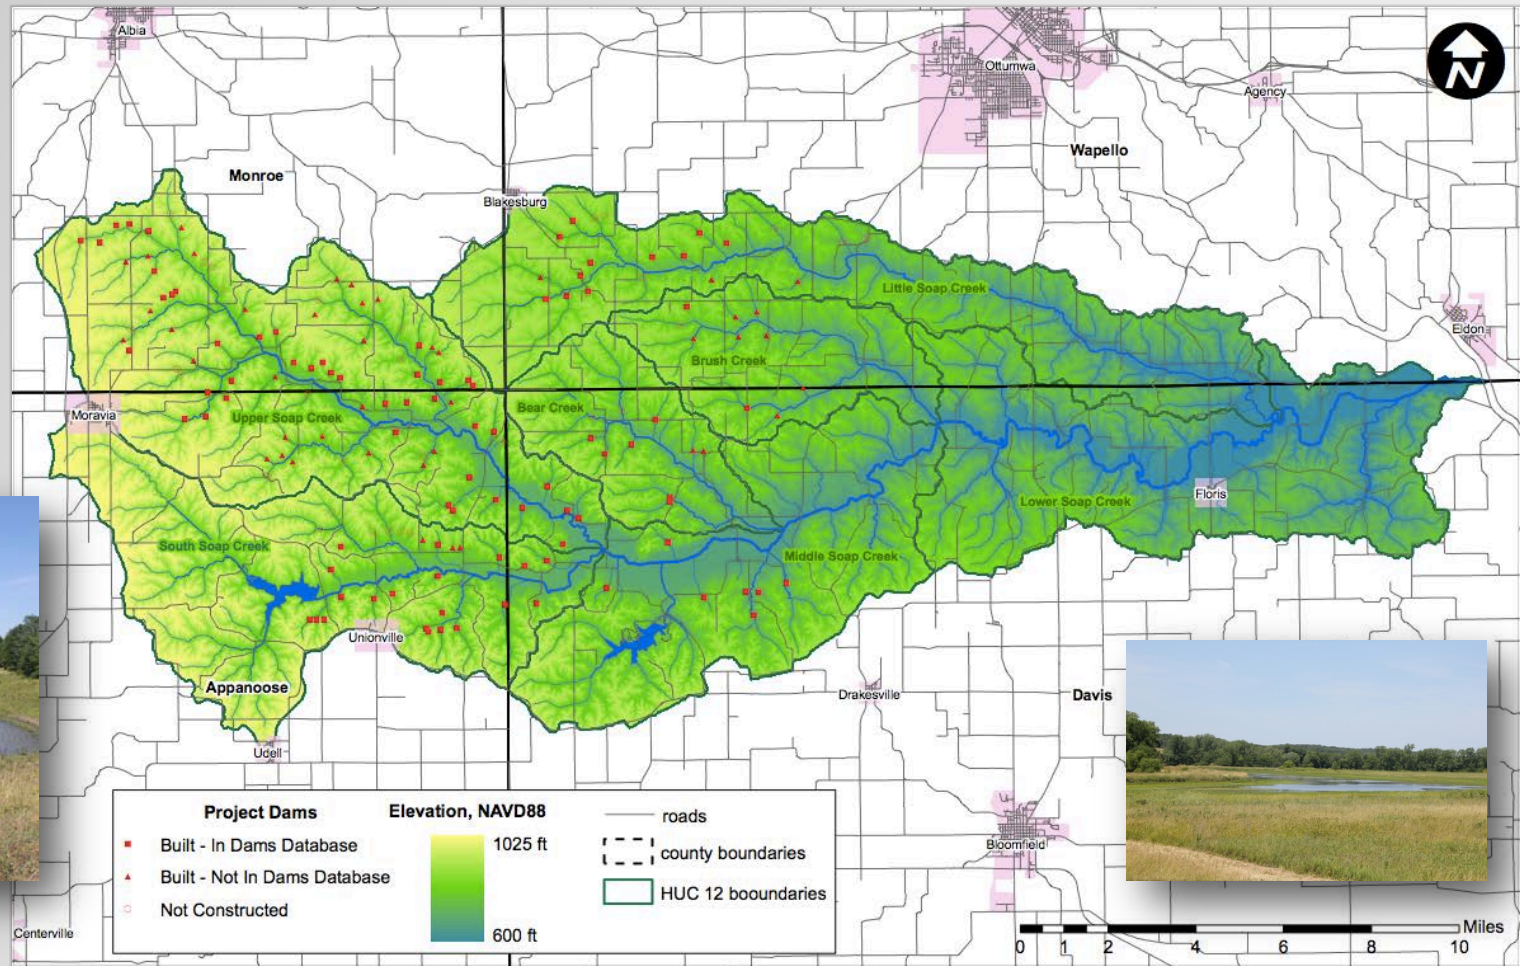 Albia
Ottumwa
N
Agency
Wapello
Monroe
Blakesburg
Little Soap Creek
Eldon
Brush Creek
Moravia
Upper Soap Creek
Bear Creek
Floris
Lower Soap Creek
South Soap Creek
Middle Soap Creek
Unionville
Appanoose
Drakesville
Davis
Udell
Project Dams
Built - In Dams Database
Built - Not In Dams Database
Not Constructed
Elevation, NAVD88
1025 ft
600 ft
roads
county boundaries
HUC 12 booundaries
Bloomfield
Centerville
Miles
0 1 2 4 6 8 10